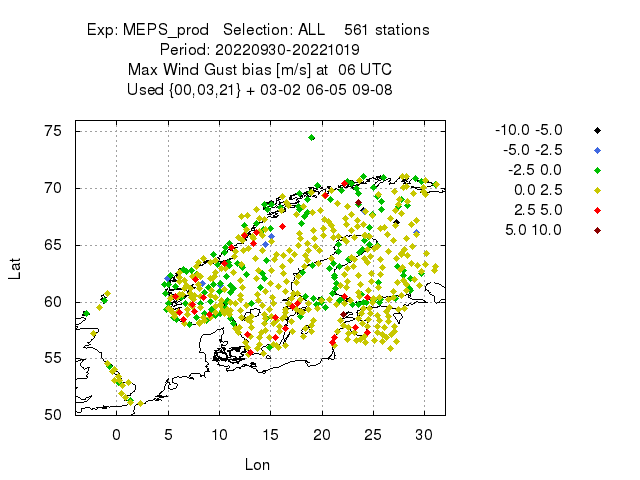 Exp: MEPS_prod   Selection: ALL    561 stations
Period: 20220930-20221019
Max Wind Gust bias [m/s] at  06 UTC
Used {00,03,21} + 03-02 06-05 09-08
-10.0 -5.0
-5.0 -2.5
-2.5 0.0
0.0 2.5
2.5 5.0
5.0 10.0
75
70
65
60
55
50
Lat
0 5 10 15 20 25 30
Lon